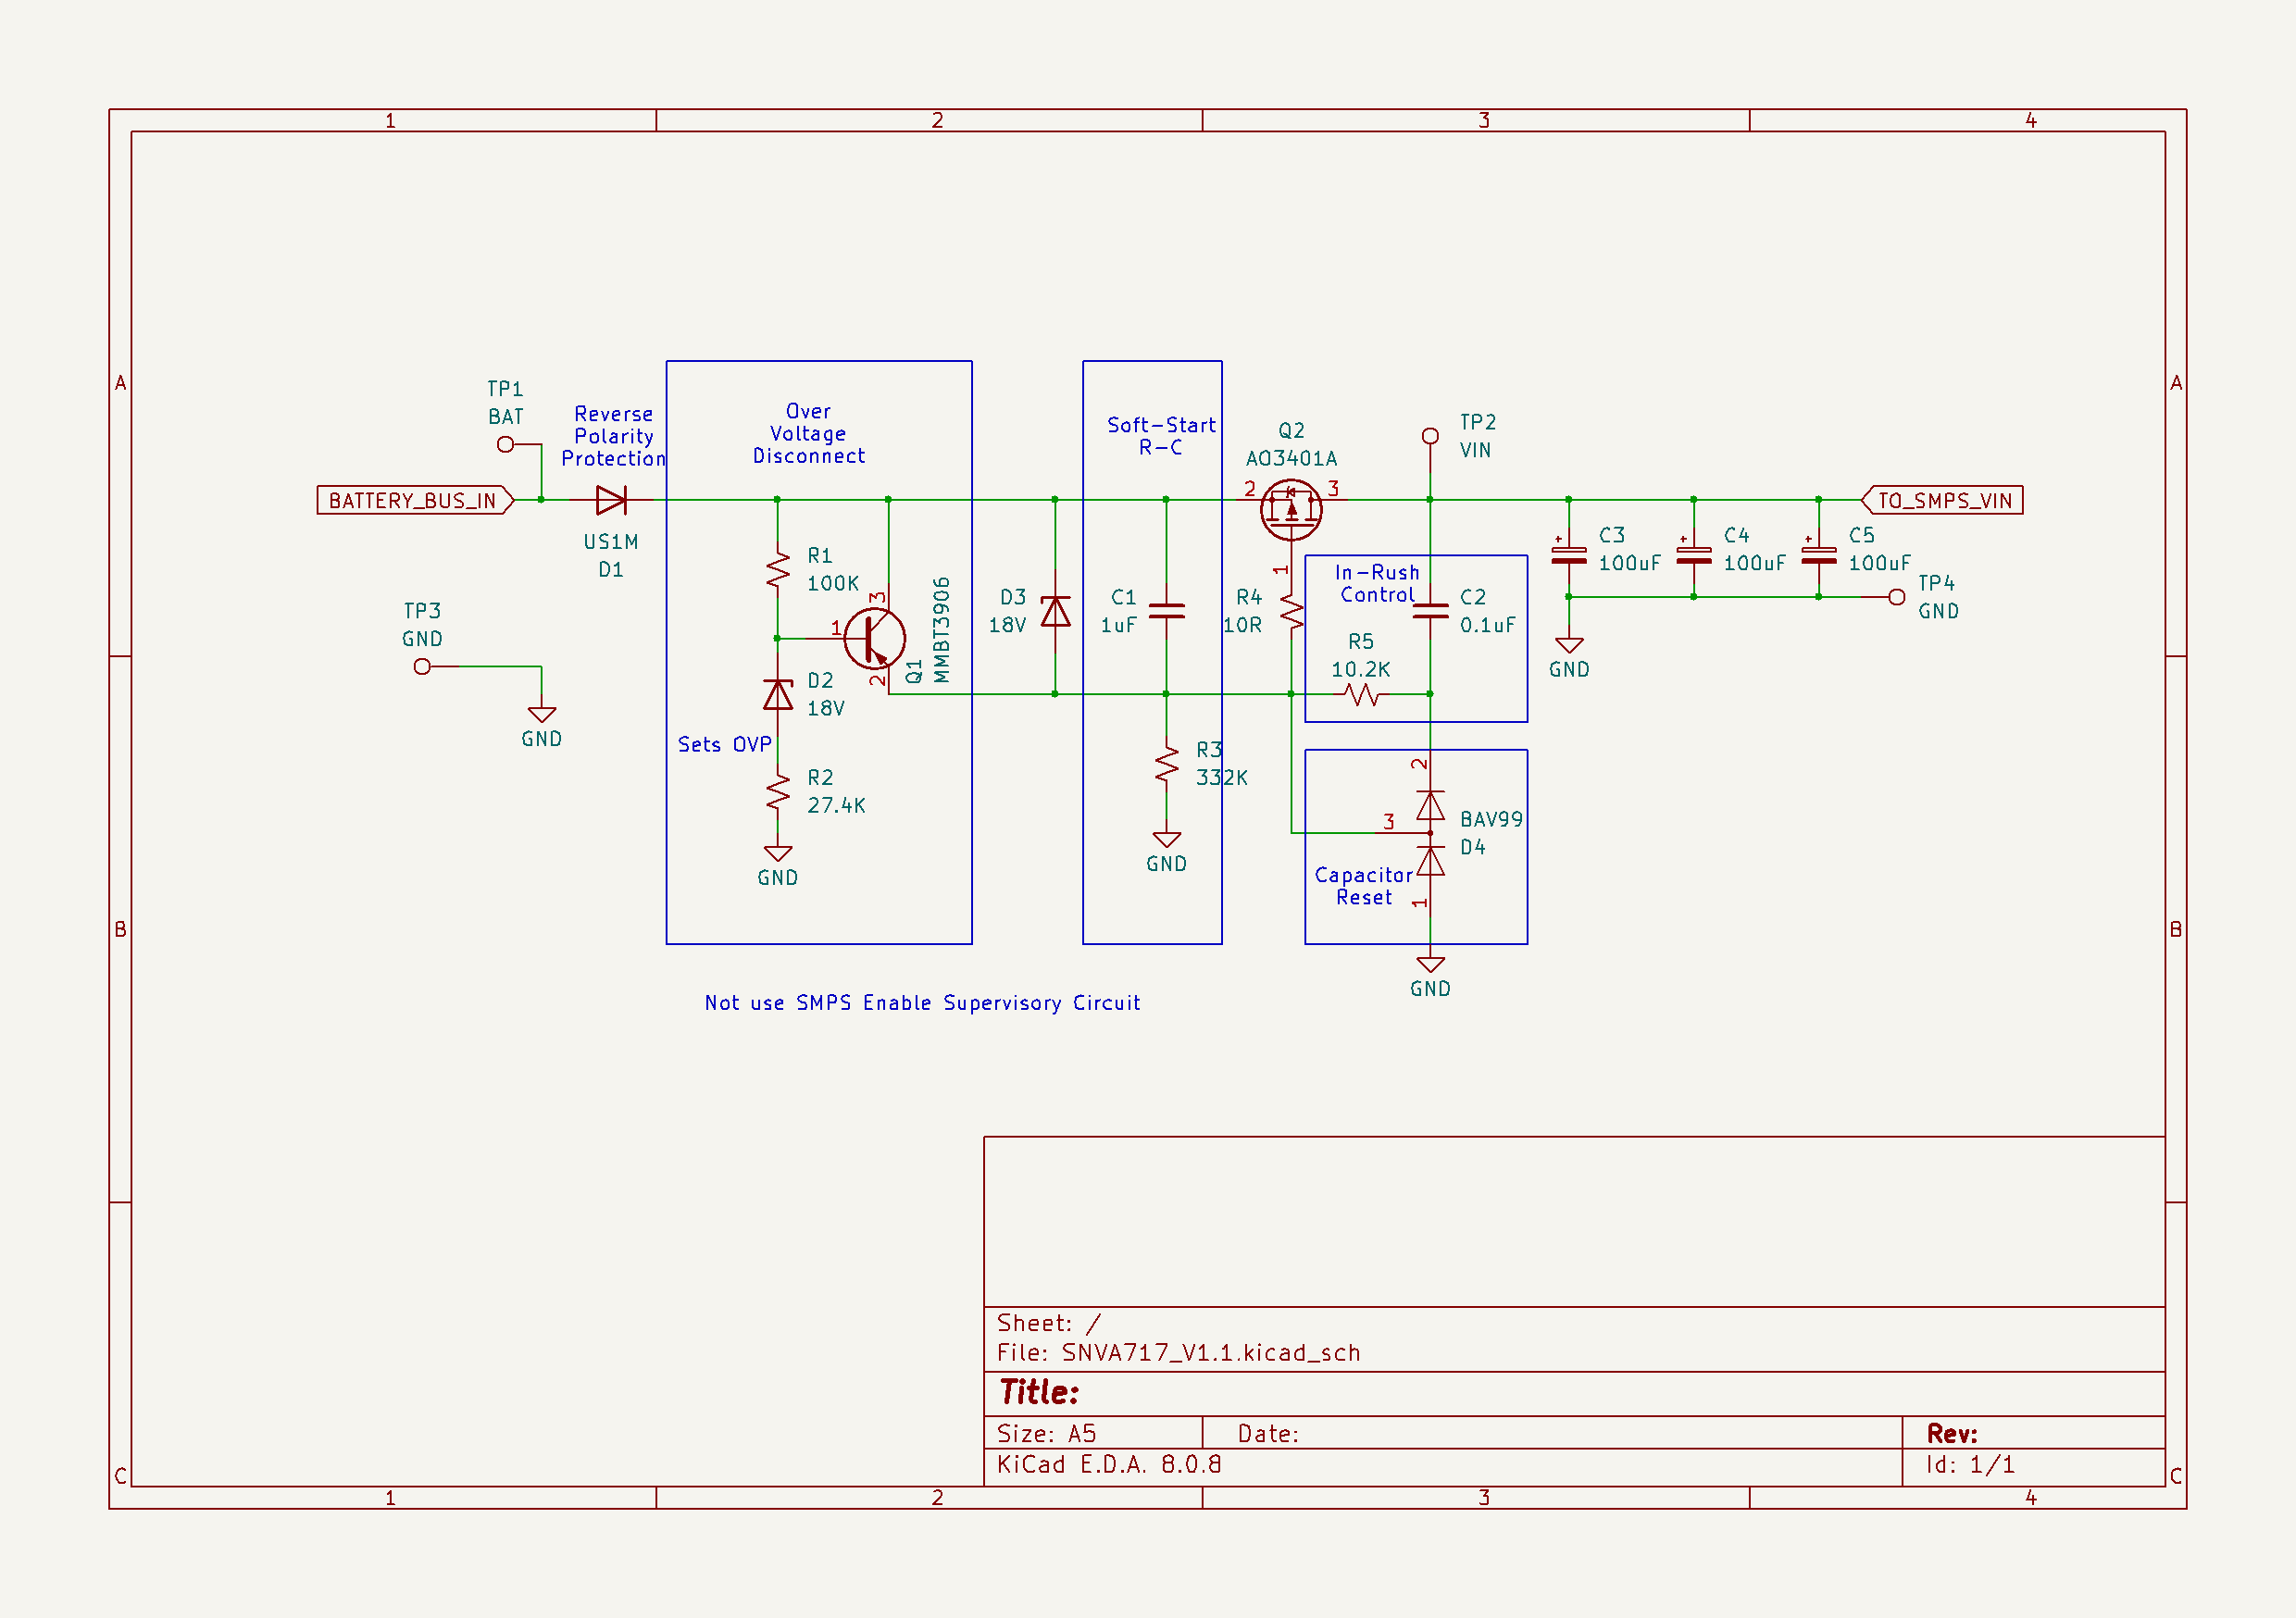 1 2 3 4
A A
TP1
BAT
Reverse
Polarity
Protection
Over
Voltage
Disconnect
Soft-Start
R-C
Q2
AO3401A
TP2
VIN
BATTERY_BUS_IN
2 3
TO_SMPS_VIN
US1M
D1
R1
100K
1
In-Rush
Control
C3
100uF
C4
100uF
C5
100uF
TP3
GND
3
1
2
Q1
MMBT3906
D3
18V
C1
1uF
R4
10R
C2
0.1uF
TP4
GND
R5
10.2K
GND
D2
18V
GND
Sets OVP
R2
27.4K
R3
332K
2
3
BAV99
D4
GND
GND
Capacitor
Reset
1
B B
GND
Not use SMPS Enable Supervisory Circuit
Sheet: /
File: SNVA717_V1.1.kicad_sch
Title:
Size: A5 Date: Rev:
KiCad E.D.A. 8.0.8 Id: 1/1
C C
1 2 3 4